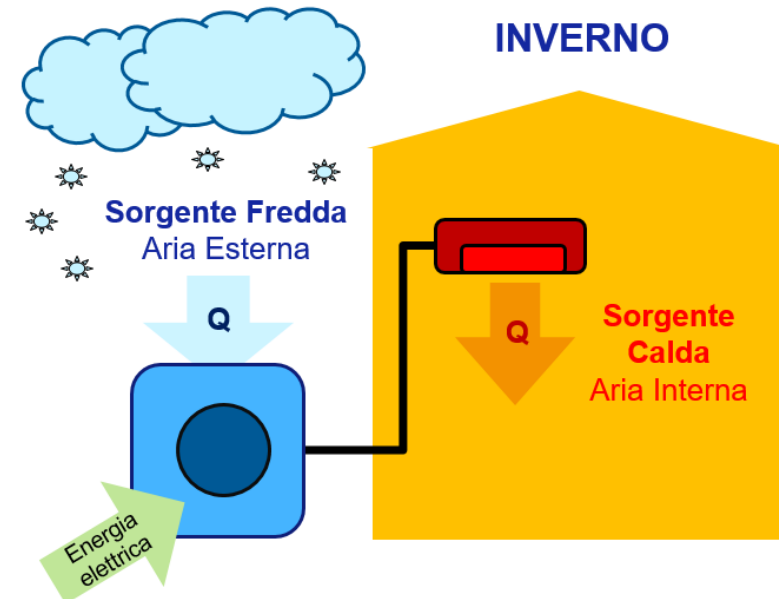 INVERNO
Sorgente Fredda
Aria Esterna
Q
Q
Sorgente
Calda
Aria Interna
Energia
elettrica